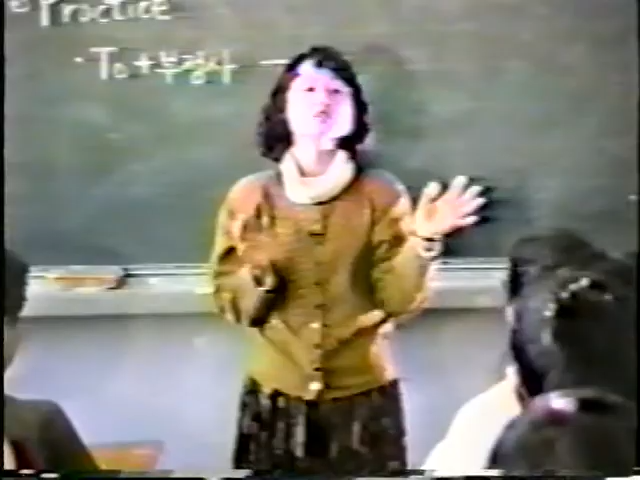 Practice
· To + 부정사 —